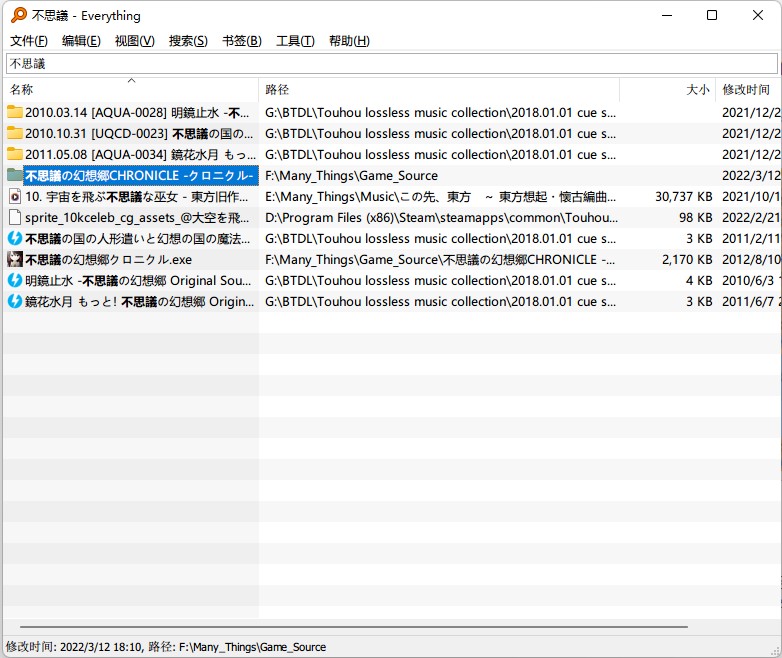 不思議 - Everything
文件(F) 编辑(E) 视图(V) 搜索(S) 书签(B) 工具(T) 帮助(H)
不思議
名称 路径 大小 修改时间
2010.03.14 [AQUA-0028] 明鏡止水 -不... G:\BTDL\Touhou lossless music collection\2018.01.01 cue s... 2021/12/2
2010.10.31 [UQCD-0023] 不思議の国の... G:\BTDL\Touhou lossless music collection\2018.01.01 cue s... 2021/12/2
2011.05.08 [AQUA-0034] 鏡花水月 もっ... G:\BTDL\Touhou lossless music collection\2018.01.01 cue s... 2021/12/2
不思議の幻想郷CHRONICLE -クロニクル- F:\Many_Things\Game_Source 2022/3/12
10. 宇宙を飛ぶ不思議な巫女 - 東方旧作... E:\Many_Things\Music\この先、東方　~ 東方想起・懐古編曲... 30,737 KB 2021/10/1
sprite_10kceleb_cg_assets_@大空を飛... D:\Program Files (x86)\Steam\steamapps\common\Touhou... 98 KB 2022/2/21
不思議の国の人形遣いと幻想の国の魔法... G:\BTDL\Touhou lossless music collection\2018.01.01 cue s... 3 KB 2011/2/11
不思議の幻想郷クロニクル.exe F:\Many_Things\Game_Source\不思議の幻想郷CHRONICLE -... 2,170 KB 2012/8/10
明鏡止水 -不思議の幻想郷 Original Sou... G:\BTDL\Touhou lossless music collection\2018.01.01 cue s... 4 KB 2010/6/3 1
鏡花水月 もっと! 不思議の幻想郷 Origin... G:\BTDL\Touhou lossless music collection\2018.01.01 cue s... 3 KB 2011/6/7 2
修改时间: 2022/3/12 18:10, 路径: F:\Many_Things\Game_Source